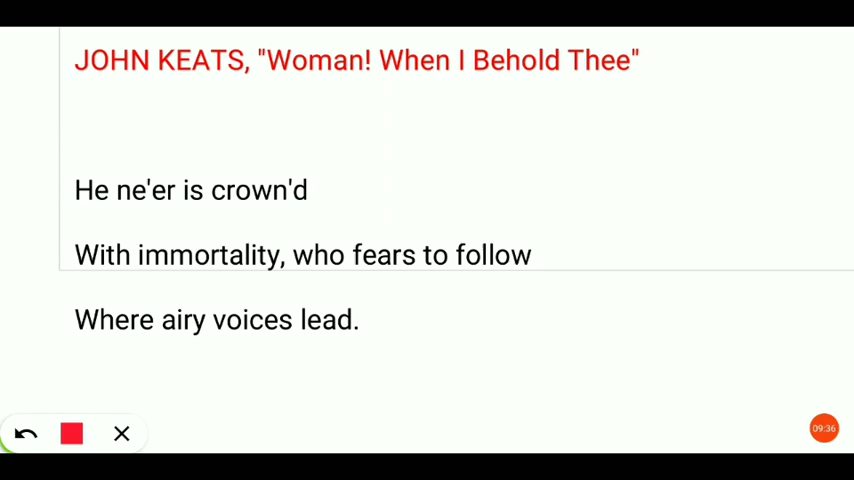 JOHN KEATS, "Woman! When I Behold Thee"
He ne'er is crown'd
With immortality, who fears to follow
Where airy voices lead.
09:36